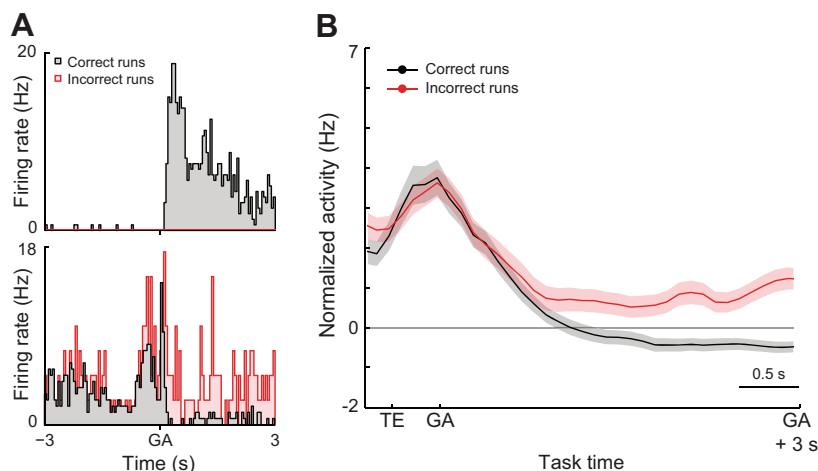 A
Firing rate (Hz)
20
0
Correct runs
Incorrect runs
Firing rate (Hz)
18
0
−3
GA
3
Time (s)
B
Normalized activity (Hz)
7
0
-2
Correct runs
Incorrect runs
0.5 s
TE
GA
GA
+ 3 s
Task time